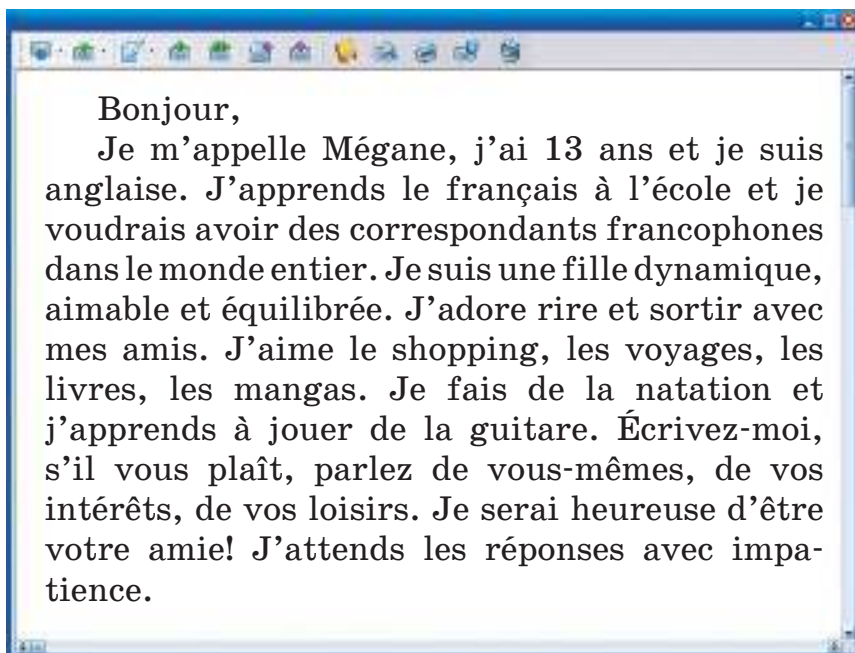 Bonjour,
Je m'appelle Mégane, j'ai 13 ans et je suis
anglaise. J'apprends le français à l'école et je
voudrais avoir des correspondants francophones
dans le monde entier. Je suis une fille dynamique,
aimable et équilibrée. J'adore rire et sortir avec
mes amis. J'aime le shopping, les voyages, les
livres, les mangas. Je fais de la natation et
j'apprends à jouer de la guitare. Écrivez-moi,
s'il vous plaît, parlez de vous-mêmes, de vos
intérêts, de vos loisirs. Je serai heureuse d'être
votre amie! J'attends les réponses avec impa-
tience.